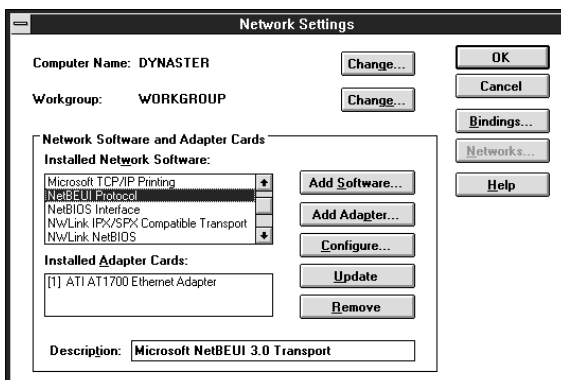 Network Settings
Computer Name: DYNASTER
Change...
OK
Cancel
Workgroup: WORKGROUP
Change...
Bindings...
Networks...
Help
Network Software and Adapter Cards
Installed Network Software:
Microsoft TCP/IP Printing
NetBEUI Protocol
NetBIOS Interface
NWLink IPX/SPX Compatible Transport
NWLink NetBIOS
Add Software...
Add Adapter...
Configure...
Update
Remove
Installed Adapter Cards:
[1] ATI AT1700 Ethernet Adapter
Description: Microsoft NetBEUI 3.0 Transport